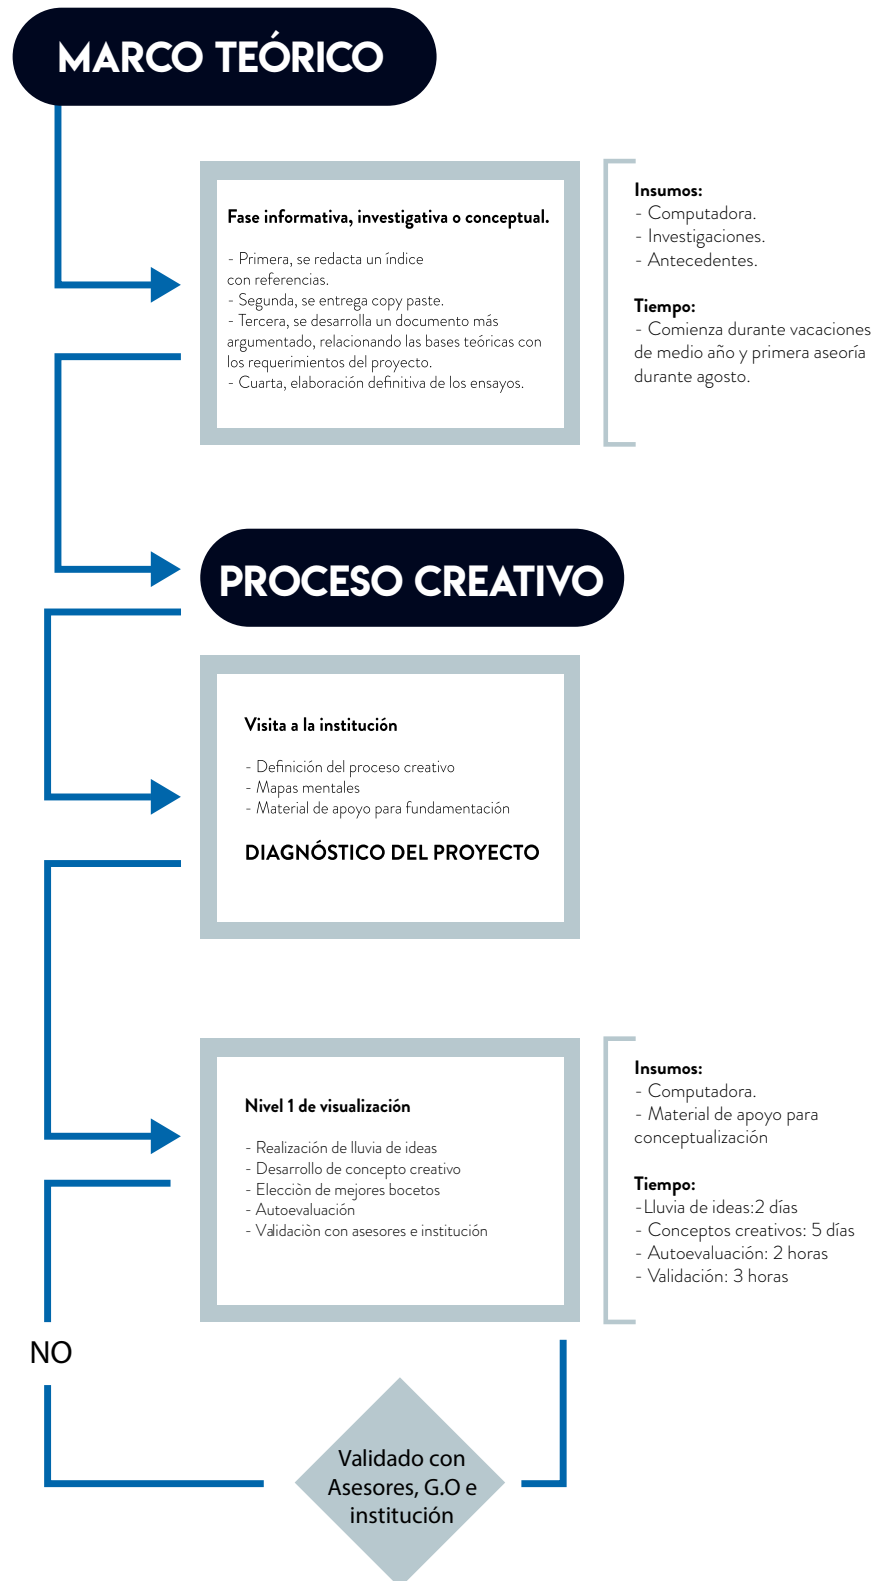 MARCO TEÓRICO
Fase informativa, investigativa o conceptual.
- Primera, se redacta un índice
con referencias.
- Segunda, se entrega copy paste.
- Tercera, se desarrolla un documento más
argumentado, relacionando las bases teóricas con
los requerimientos del proyecto.
- Cuarta, elaboración definitiva de los ensayos.
Insumos:
- Computadora.
- Investigaciones.
- Antecedentes.
Tiempo:
- Comienza durante vacaciones
de medio año y primera aseoría
durante agosto.
PROCESO CREATIVO
Visita a la institución
- Definición del proceso creativo
- Mapas mentales
- Material de apoyo para fundamentación
DIAGNÓSTICO DEL PROYECTO
Nivel 1 de visualización
- Realización de lluvia de ideas
- Desarrollo de concepto creativo
- Elecciòn de mejores bocetos
- Autoevaluación
- Validaciòn con asesores e institución
Insumos:
- Computadora.
- Material de apoyo para
conceptualización
Tiempo:
-Lluvia de ideas:2 días
- Conceptos creativos: 5 días
- Autoevaluación: 2 horas
- Validación: 3 horas
NO
Validado con
Asesores, G.O e
institución